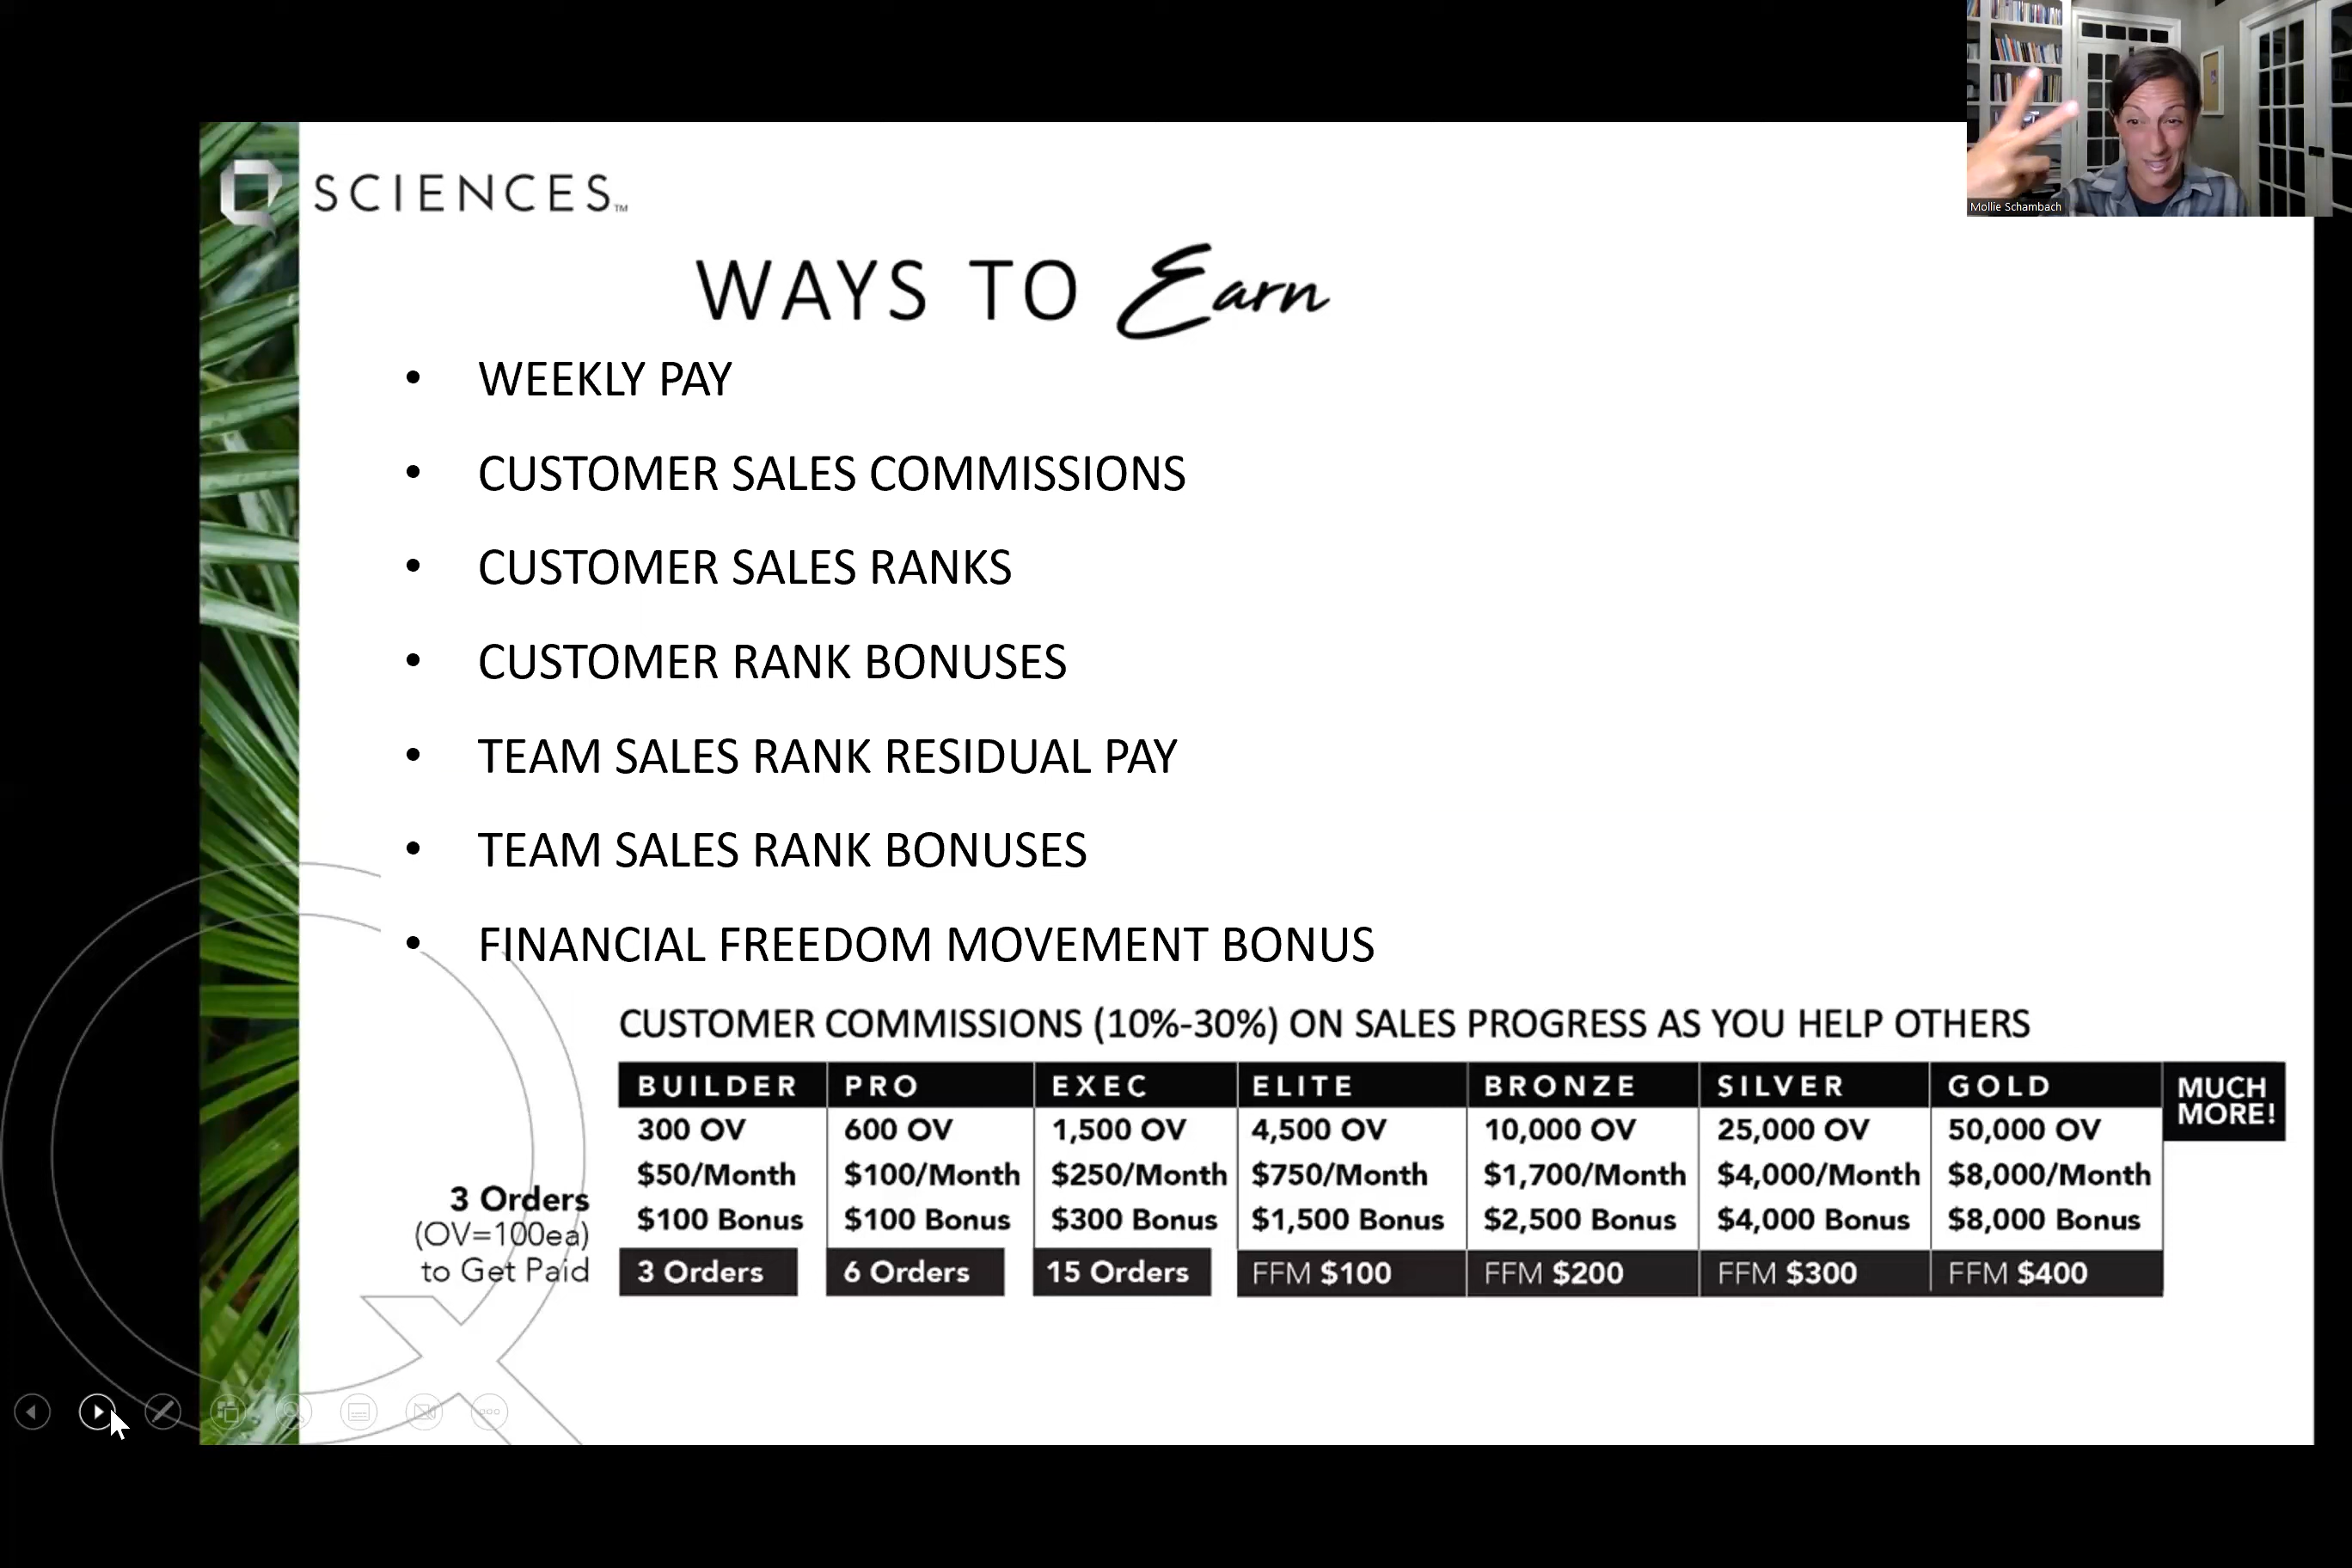 Mollie Schambach
Q SCIENCES™
WAYS TO Earn
• WEEKLY PAY
• CUSTOMER SALES COMMISSIONS
• CUSTOMER SALES RANKS
• CUSTOMER RANK BONUSES
• TEAM SALES RANK RESIDUAL PAY
• TEAM SALES RANK BONUSES
• FINANCIAL FREEDOM MOVEMENT BONUS
CUSTOMER COMMISSIONS (10%-30%) ON SALES PROGRESS AS YOU HELP OTHERS
BUILDER PRO EXEC ELITE BRONZE SILVER GOLD MUCH MORE!
300 OV 600 OV 1,500 OV 4,500 OV 10,000 OV 25,000 OV 50,000 OV
$50/Month $100/Month $250/Month $750/Month $1,700/Month $4,000/Month $8,000/Month
$100 Bonus $100 Bonus $300 Bonus $1,500 Bonus $2,500 Bonus $4,000 Bonus $8,000 Bonus
3 Orders 6 Orders 15 Orders FFM $100 FFM $200 FFM $300 FFM $400
3 Orders
(OV=100ea)
to Get Paid